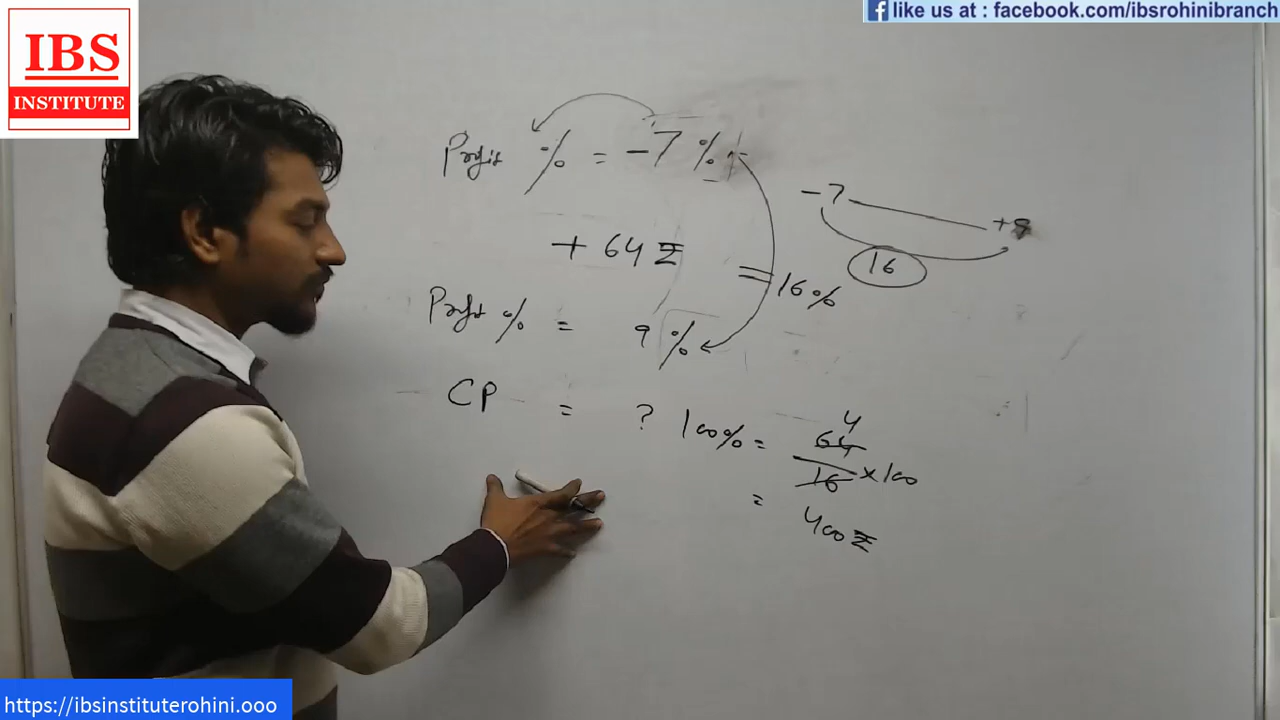 like us at : facebook.com/ibsrohinibranch
IBS
INSTITUTE
Profit % = -7 %
-7 +9
16
+ 64 ₹
= 16%
Profit % = 9 %
CP = ?
100% = 64/16 × 100
4
= 400 ₹
https://ibsinstituterohini.ooo